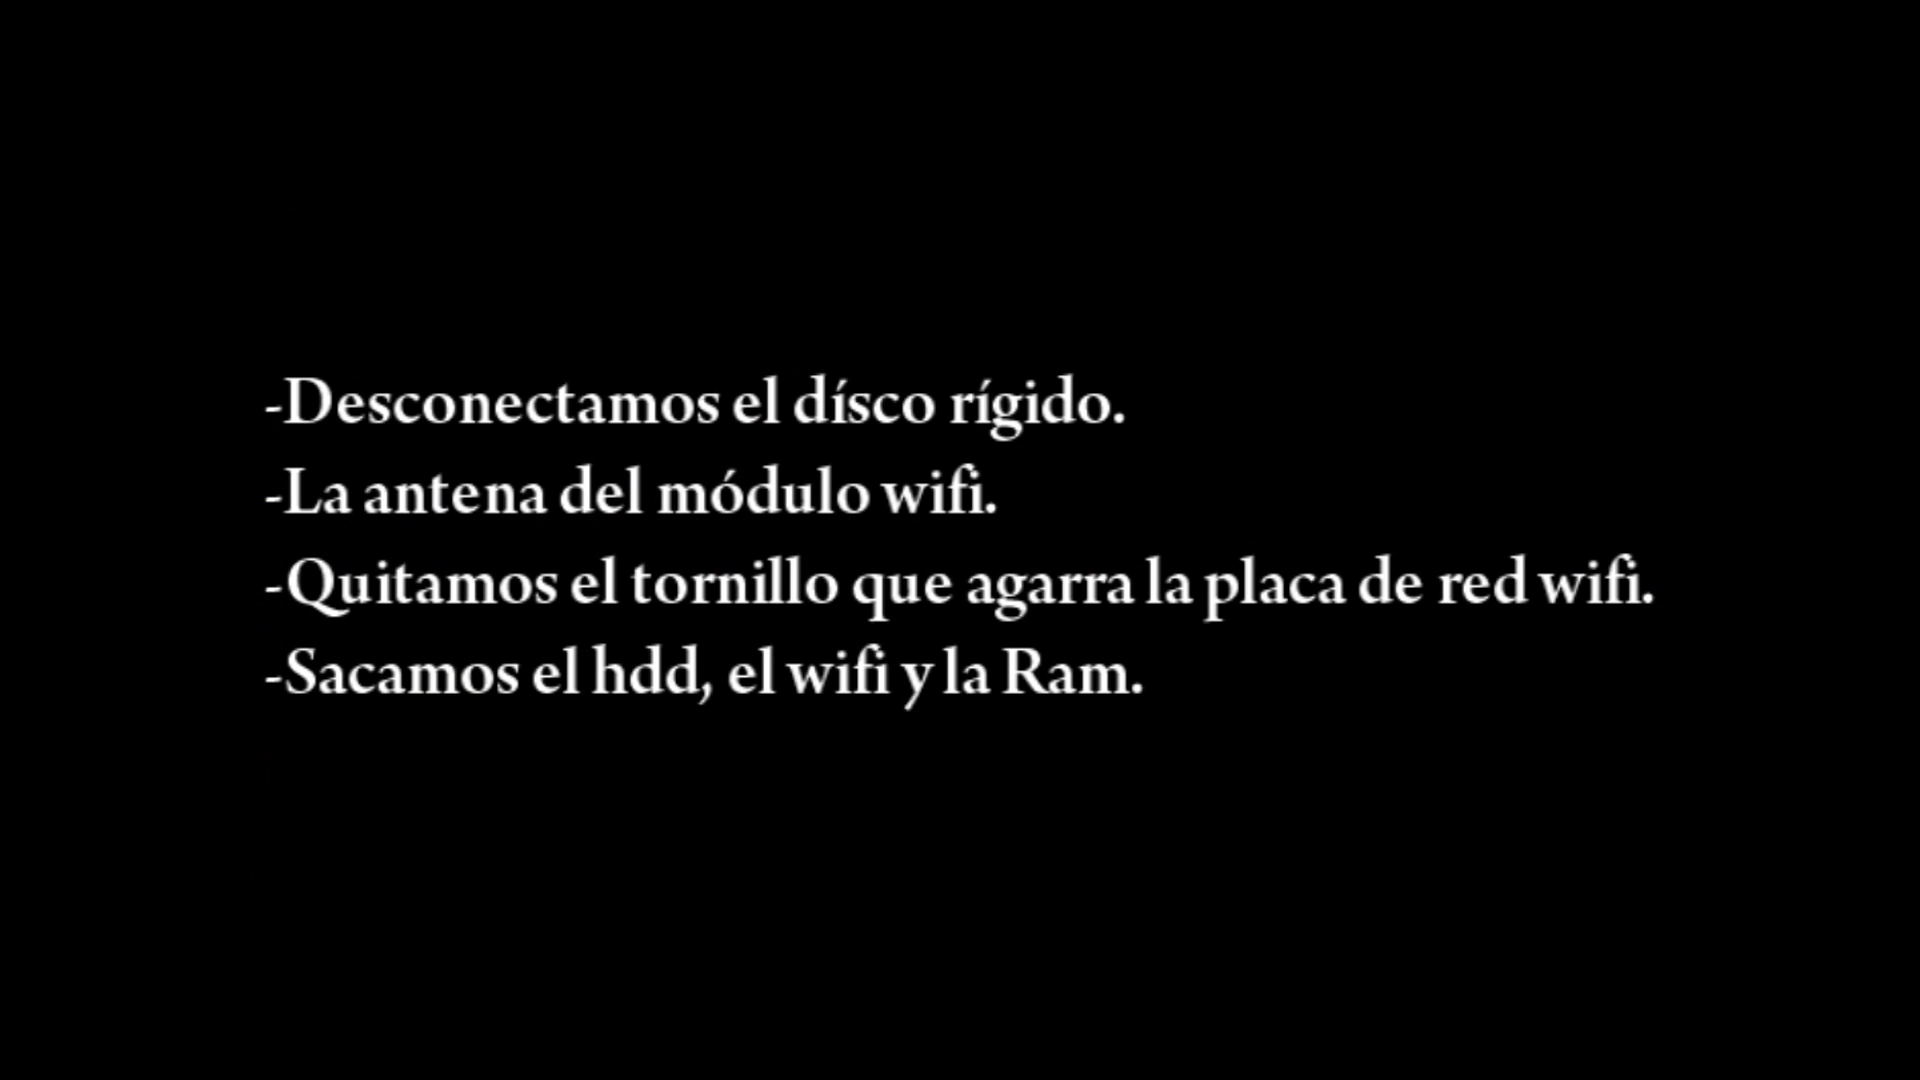 -Desconectamos el dísco rígido.
-La antena del módulo wifi.
-Quitamos el tornillo que agarra la placa de red wifi.
-Sacamos el hdd, el wifi y la Ram.